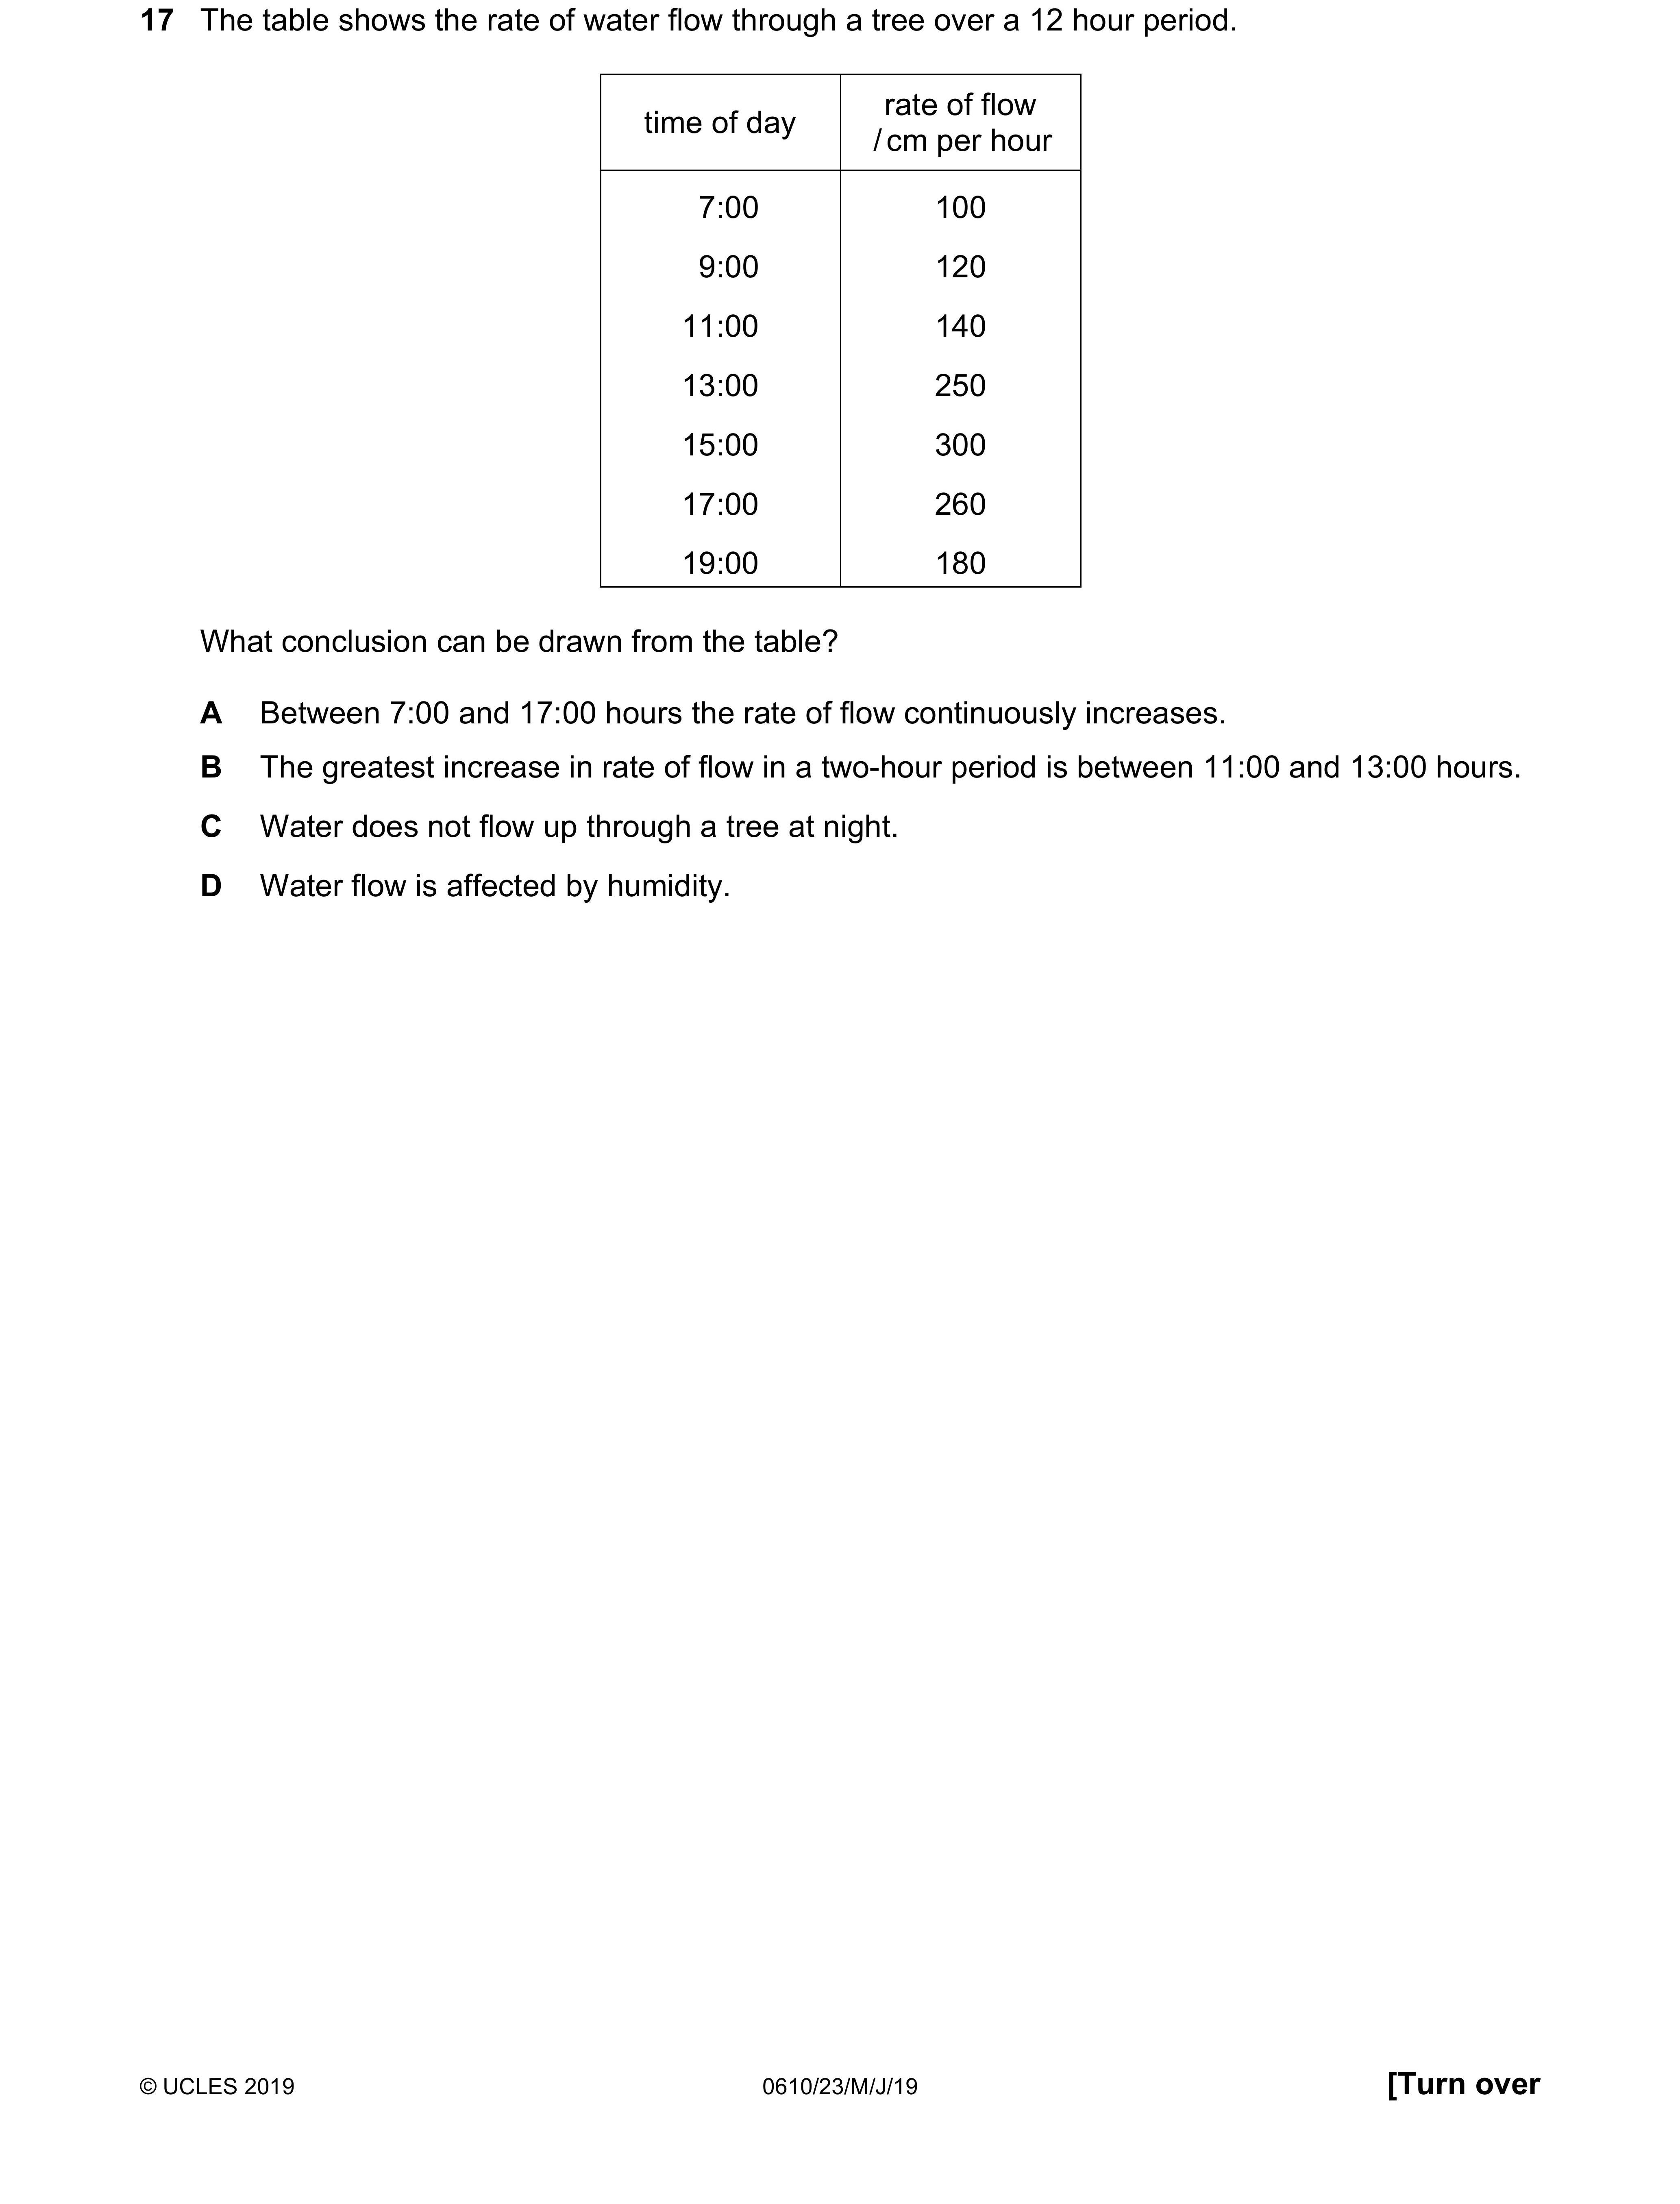 17 The table shows the rate of water flow through a tree over a 12 hour period.
time of day
rate of flow
/ cm per hour
7:00 100
9:00 120
11:00 140
13:00 250
15:00 300
17:00 260
19:00 180
What conclusion can be drawn from the table?
A Between 7:00 and 17:00 hours the rate of flow continuously increases.
B The greatest increase in rate of flow in a two-hour period is between 11:00 and 13:00 hours.
C Water does not flow up through a tree at night.
D Water flow is affected by humidity.
© UCLES 2019 0610/23/M/J/19 [Turn over